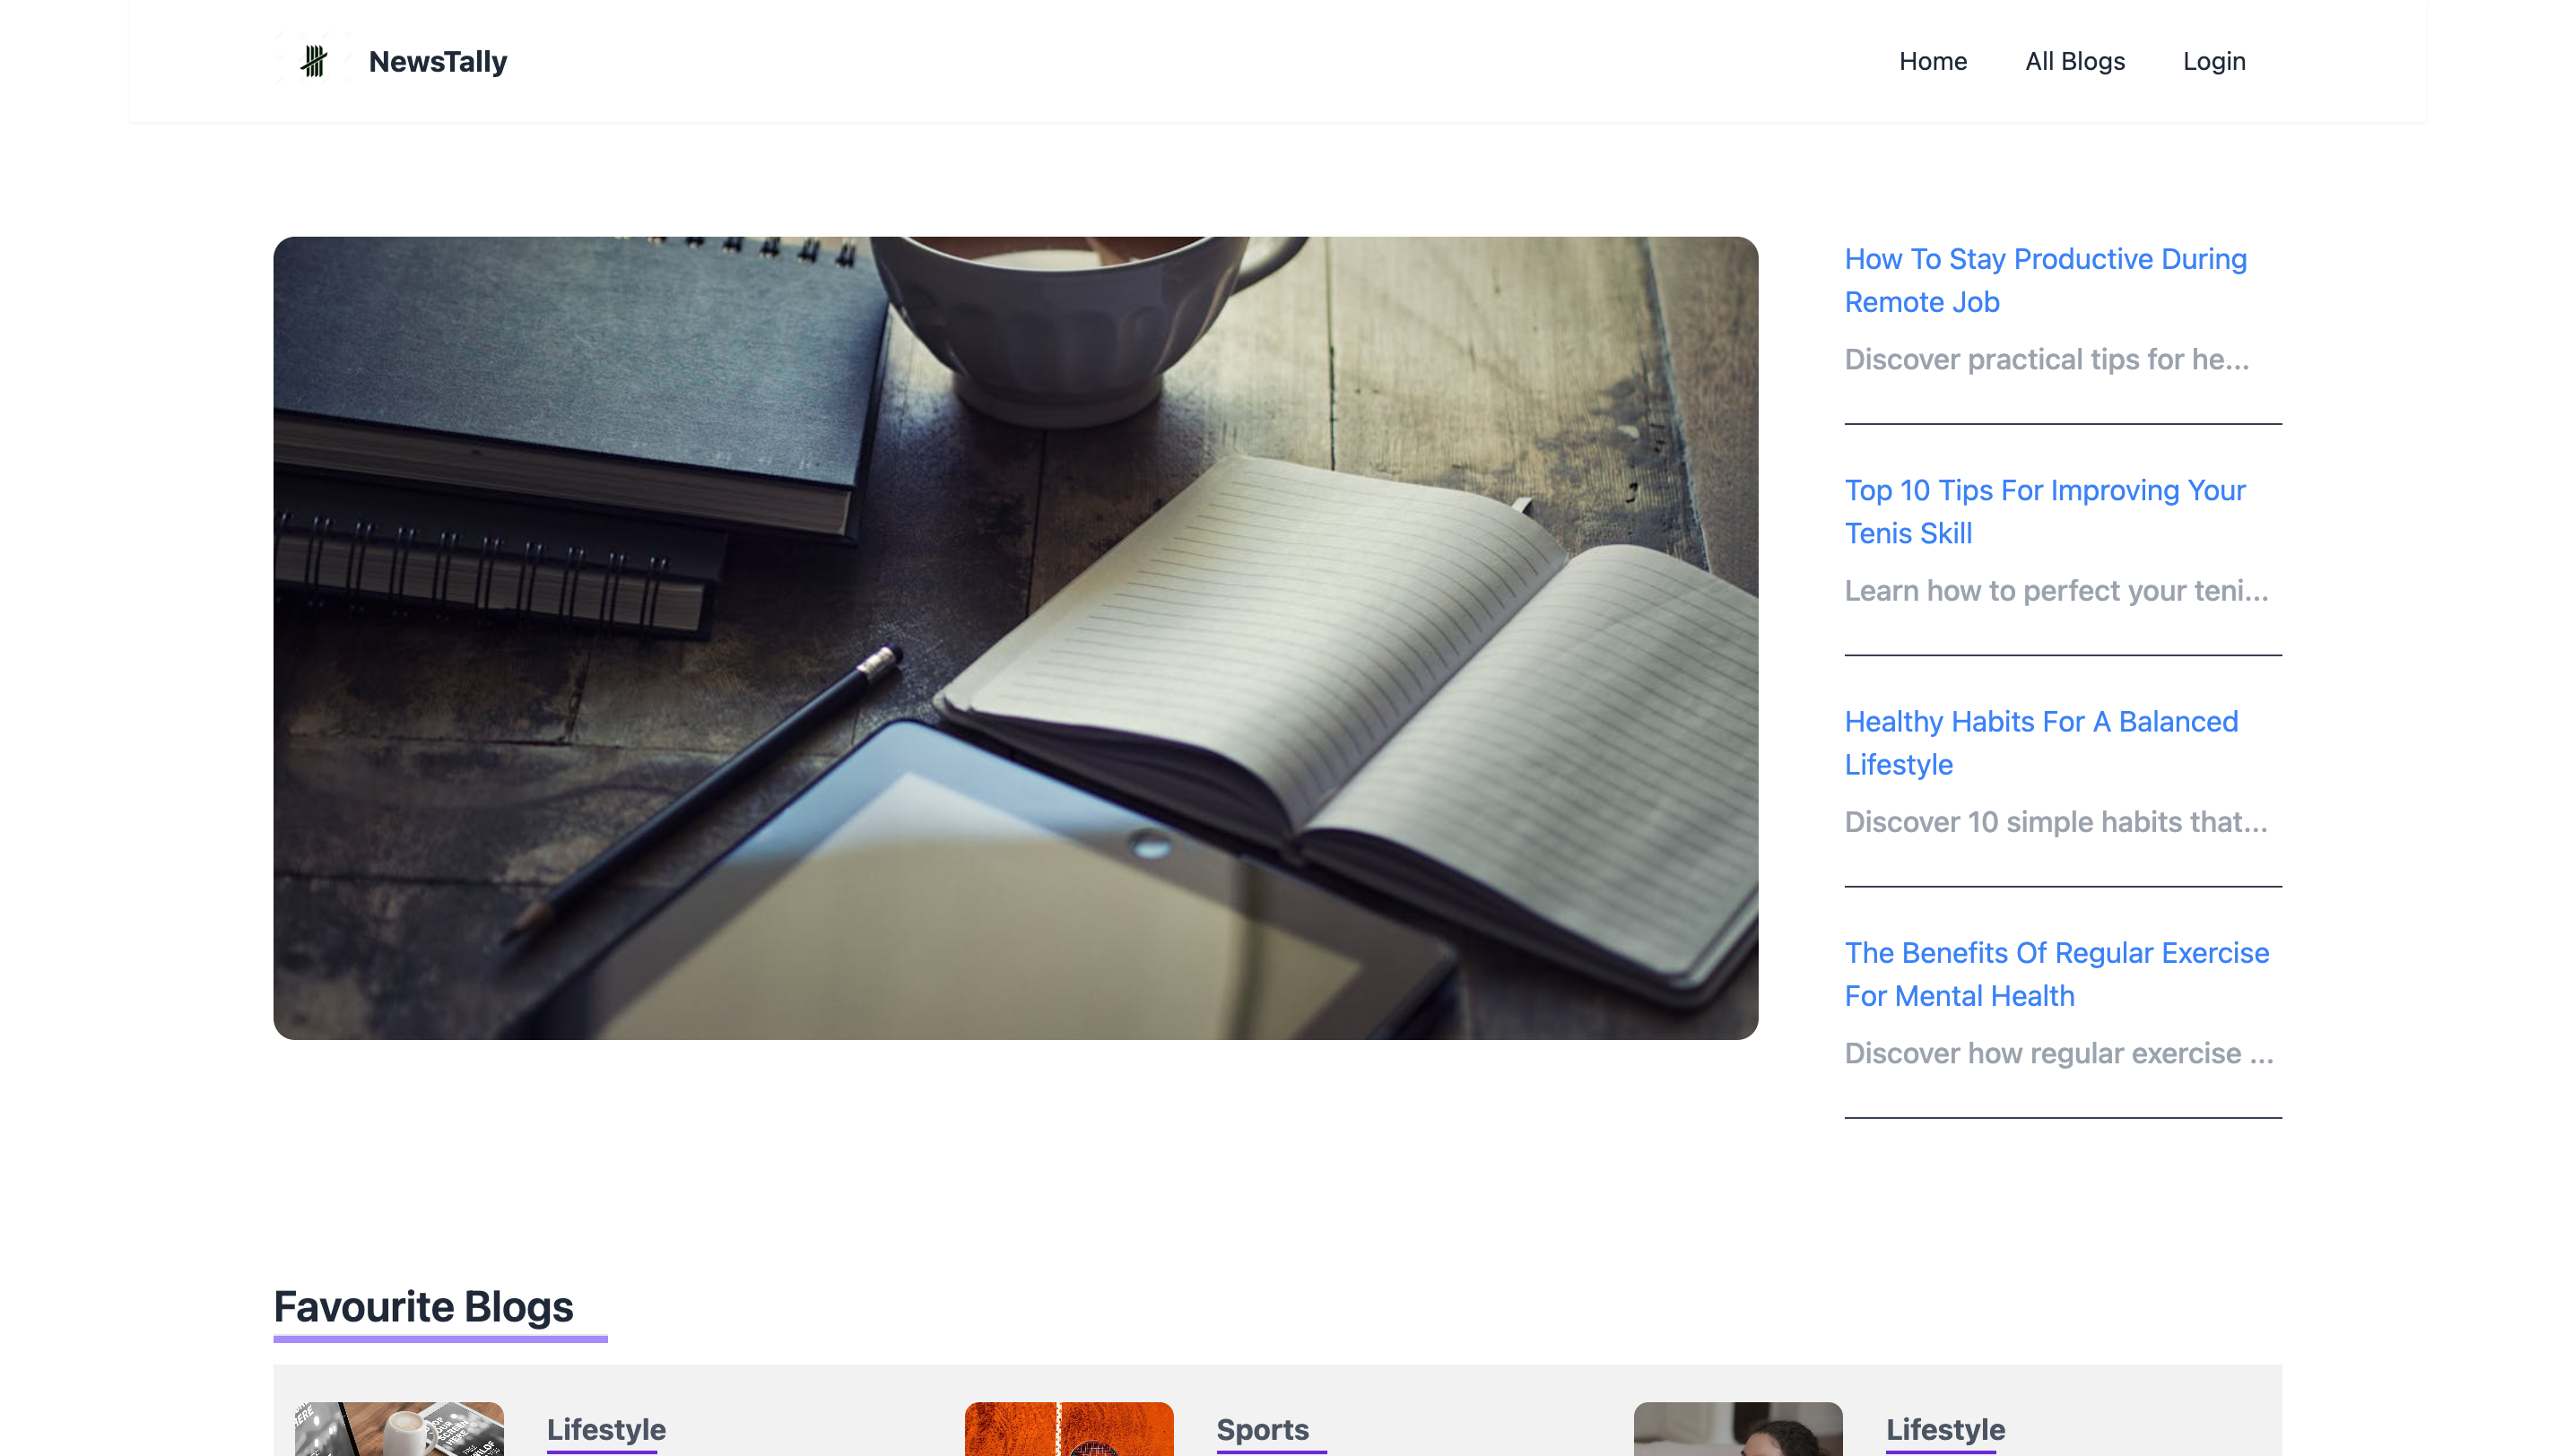 NewsTally
Home
All Blogs
Login
How To Stay Productive During
Remote Job
Discover practical tips for he...
Top 10 Tips For Improving Your
Tenis Skill
Learn how to perfect your teni...
Healthy Habits For A Balanced
Lifestyle
Discover 10 simple habits that...
The Benefits Of Regular Exercise
For Mental Health
Discover how regular exercise ...
Favourite Blogs
Lifestyle
Sports
Lifestyle